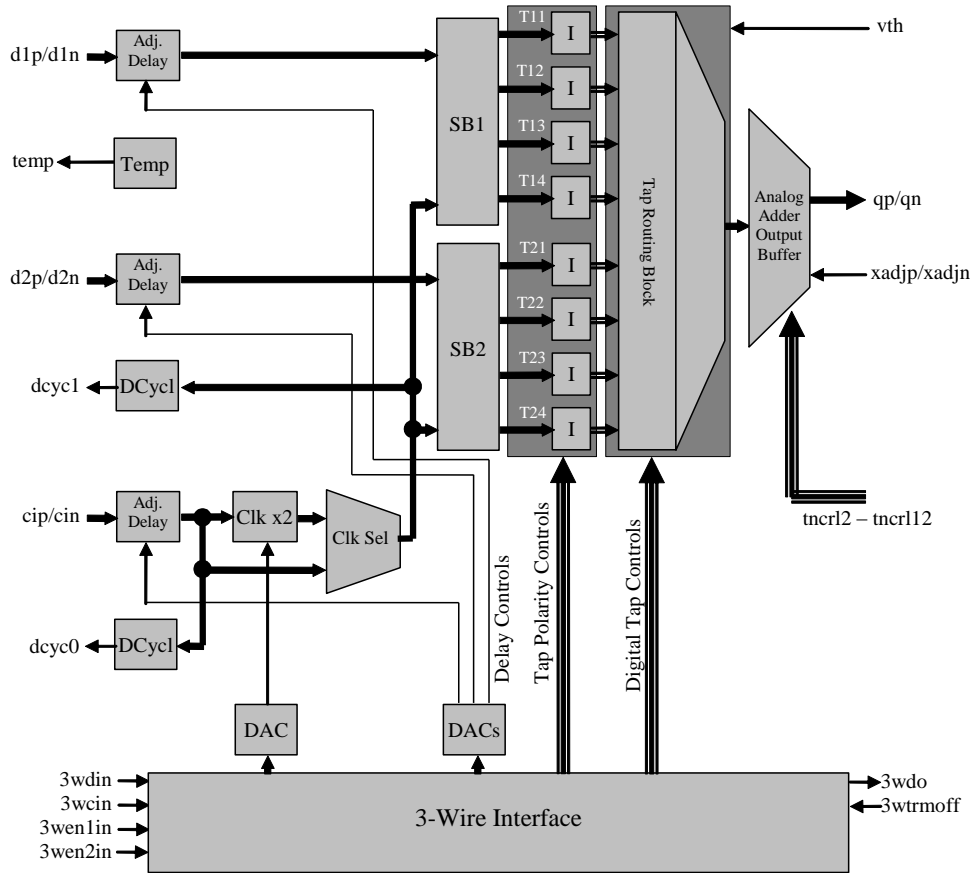 T11
vth
d1p/d1n
Adj.
Delay
I
T12
I
SB1
T13
I
temp
Temp
T14
I
Tap Routing Block
Analog
Adder
Output
Buffer
qp/qn
d2p/d2n
Adj.
Delay
T21
I
xadjp/xadjn
T22
I
SB2
T23
I
dcyc1
DCycl
T24
I
cip/cin
Adj.
Delay
Clk x2
Clk Sel
tncrl2 – tncrl12
Delay Controls
Tap Polarity Controls
Digital Tap Controls
dcyc0
DCycl
DAC
DACs
3wdin
3wcin
3wen1in
3wen2in
3-Wire Interface
3wdo
3wtrmoff